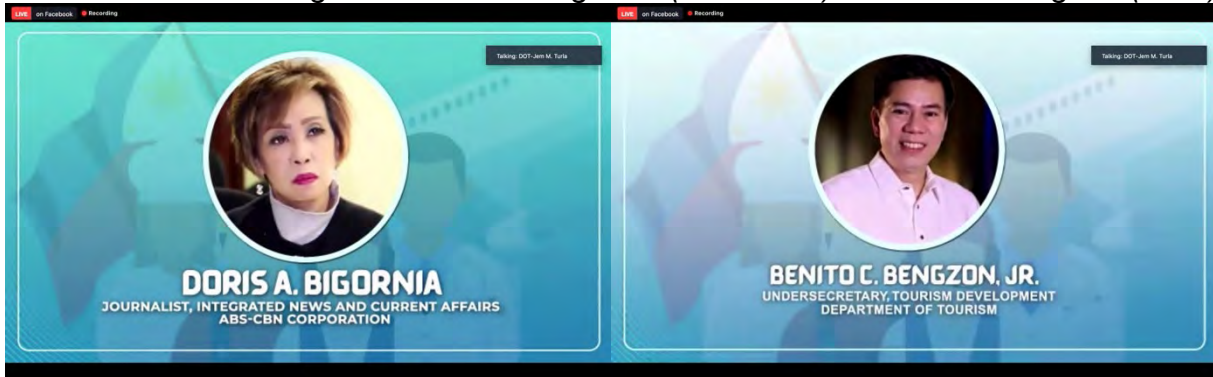 LIVE on Facebook Recording
Talking: DOT-Jem M. Turla
DORIS A. BIGORNIA
JOURNALIST, INTEGRATED NEWS AND CURRENT AFFAIRS
ABS-CBN CORPORATION
LIVE on Facebook Recording
Talking: DOT-Jem M. Turla
BENITO C. BENGZON, JR.
UNDERSECRETARY, TOURISM DEVELOPMENT
DEPARTMENT OF TOURISM